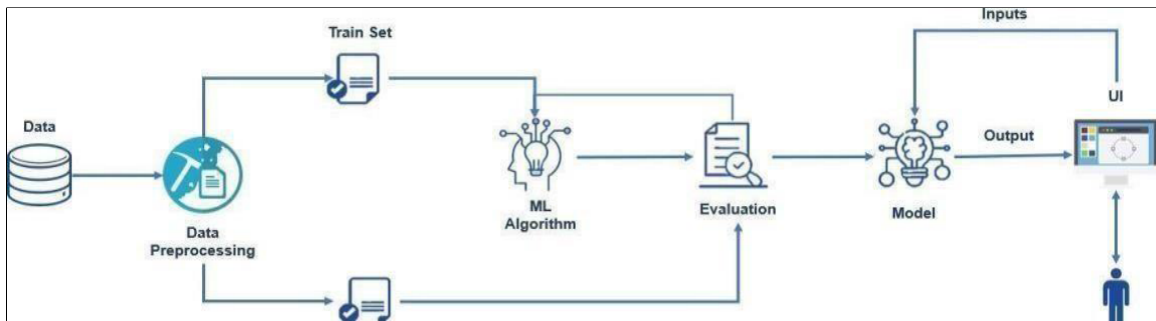 Inputs
Train Set
UI
Data
Output
ML
Algorithm
Evaluation
Model
Data
Preprocessing